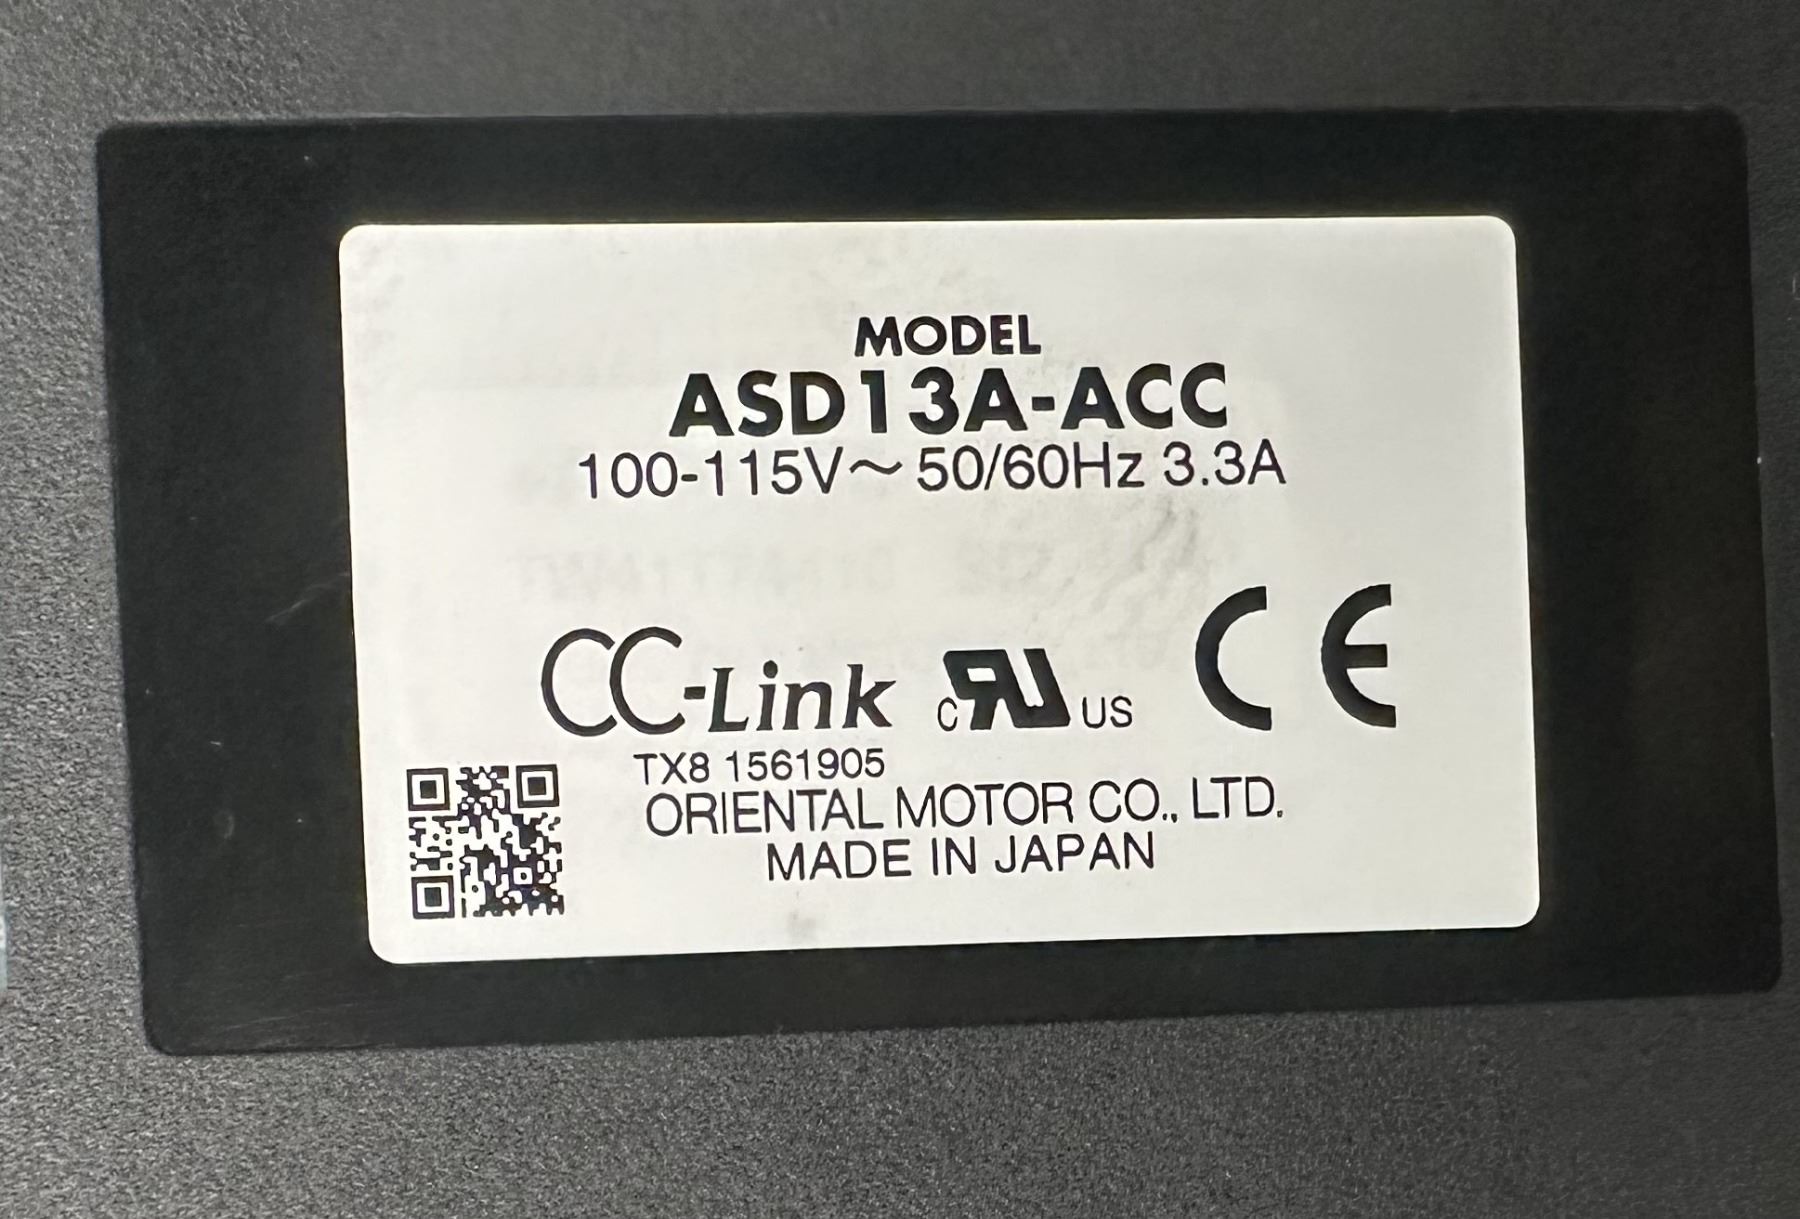 MODEL
ASD13A-ACC
100-115V～ 50/60Hz 3.3A
CC-Link c RU US CE
TX8 1561905
ORIENTAL MOTOR CO., LTD.
MADE IN JAPAN